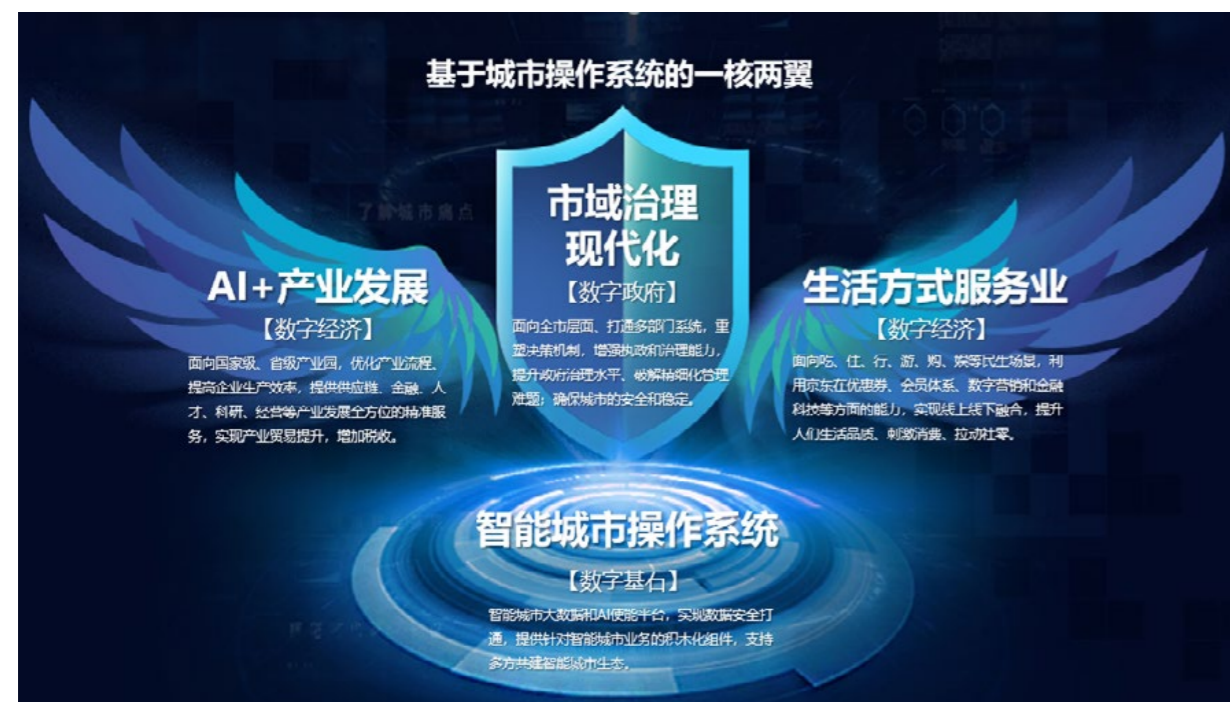 基于城市操作系统的一核两翼
了解城市痛点
市域治理
现代化
【数字政府】
面向全市层面、打通多部门系统，重
塑决策机制，增强执政和治理能力，
提升政府治理水平、破解精细化管理
难题；确保城市的安全和稳定。
AI+产业发展
【数字经济】
面向国家级、省级产业园，优化产业流程、
提高企业生产效率，提供供应链、金融、人
才、科研、经营等产业发展全方位的精准服
务，实现产业贸易提升，增加税收。
生活方式服务业
【数字经济】
面向吃、住、行、游、购、娱等民生场景，利
用京东在优惠券、会员体系、数字营销和金融
科技等方面的能力，实现线上线下融合，提升
人们生活品质、刺激消费、拉动社零。
智能城市操作系统
【数字基石】
智能城市大数据和AI使能平台，实现数据安全打
通，提供针对智能城市业务的积木化组件，支持
多方共建智能城市生态。